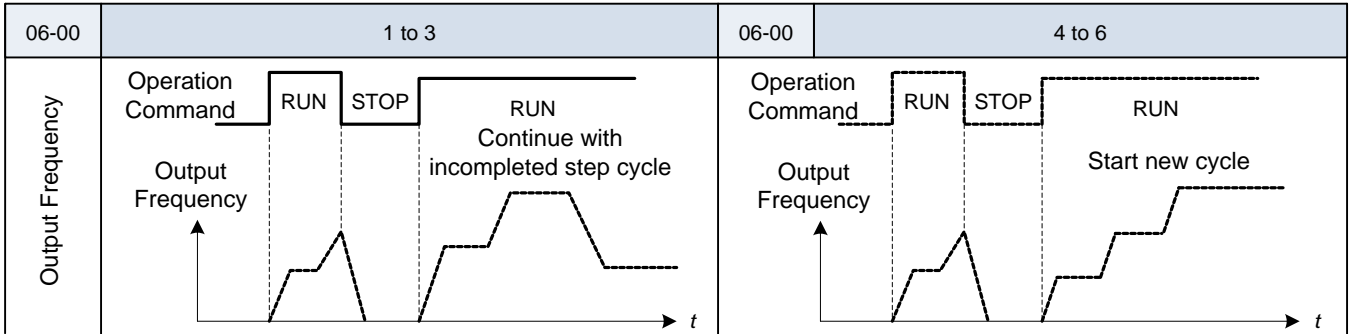 06-00
1 to 3
06-00
4 to 6
Output Frequency
Operation
Command
RUN
STOP
RUN
Continue with
incompleted step cycle
Output
Frequency
t
Operation
Command
RUN
STOP
RUN
Start new cycle
Output
Frequency
t